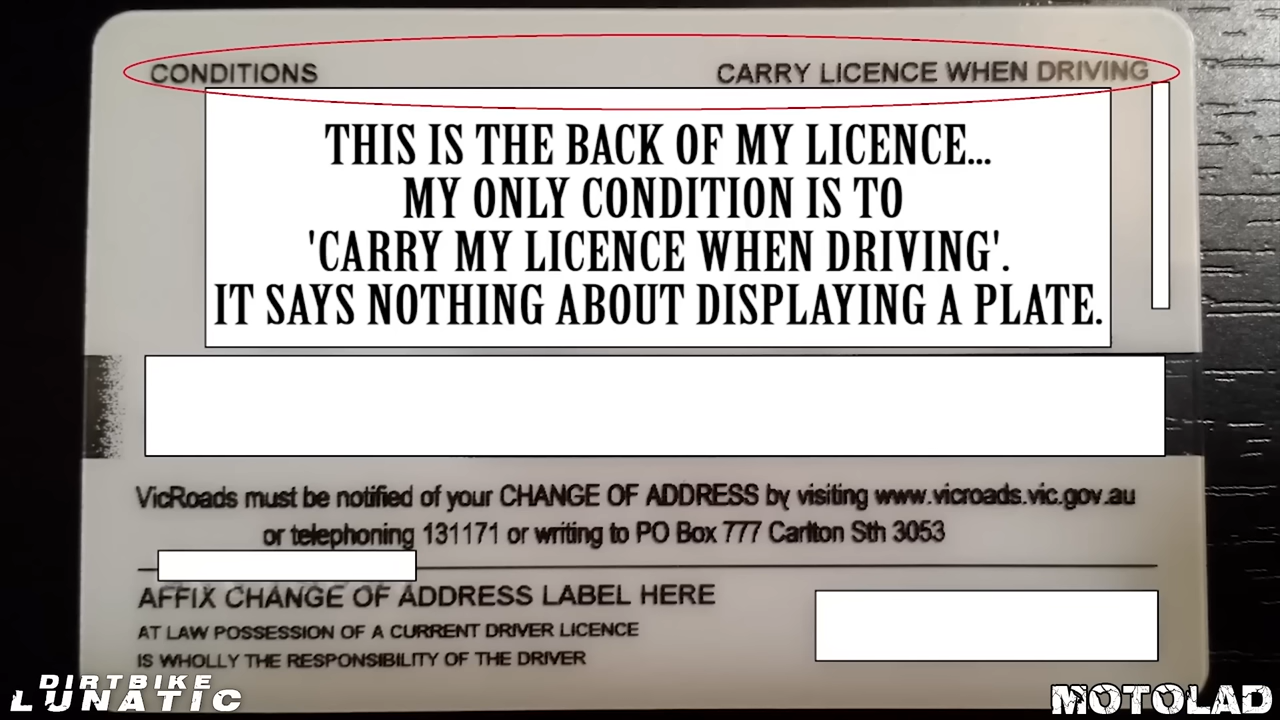 CONDITIONS CARRY LICENCE WHEN DRIVING
THIS IS THE BACK OF MY LICENCE...
MY ONLY CONDITION IS TO
'CARRY MY LICENCE WHEN DRIVING'.
IT SAYS NOTHING ABOUT DISPLAYING A PLATE.
VicRoads must be notified of your CHANGE OF ADDRESS by visiting www.vicroads.vic.gov.au
or telephoning 131171 or writing to PO Box 777 Carlton Sth 3053
AFFIX CHANGE OF ADDRESS LABEL HERE
AT LAW POSSESSION OF A CURRENT DRIVER LICENCE
IS WHOLLY THE RESPONSIBILITY OF THE DRIVER
DIRTBIKE
LUNATIC
MOTOLAD